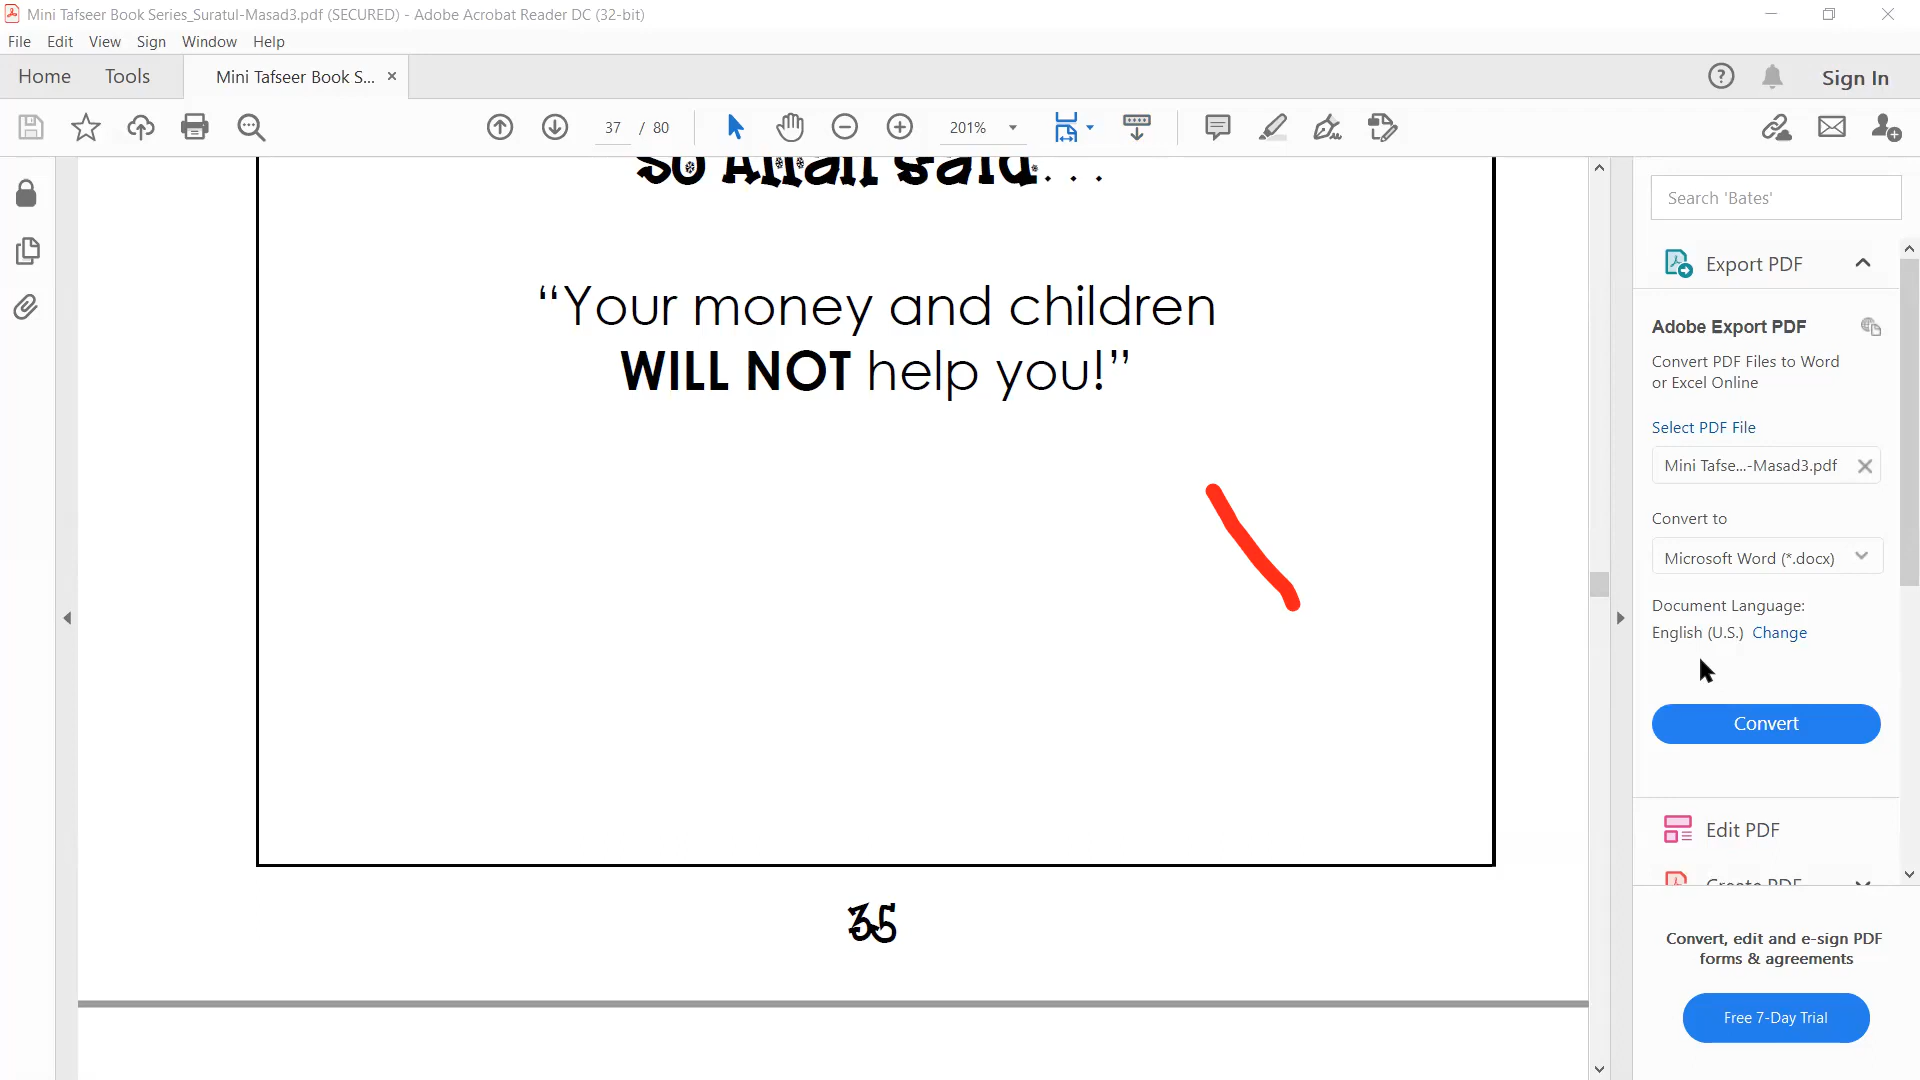 Mini Tafseer Book Series_Suratul-Masad3.pdf (SECURED) - Adobe Acrobat Reader DC (32-bit)
File Edit View Sign Window Help
Home Tools Mini Tafseer Book S... Sign In
37 / 80 201%
So Allah said...
“Your money and children
WILL NOT help you!”
35
Search 'Bates'
Export PDF
Adobe Export PDF
Convert PDF Files to Word
or Excel Online
Select PDF File
Mini Tafse...-Masad3.pdf
Convert to
Microsoft Word (*.docx)
Document Language:
English (U.S.) Change
Convert
Edit PDF
Create PDF
Convert, edit and e-sign PDF
forms & agreements
Free 7-Day Trial